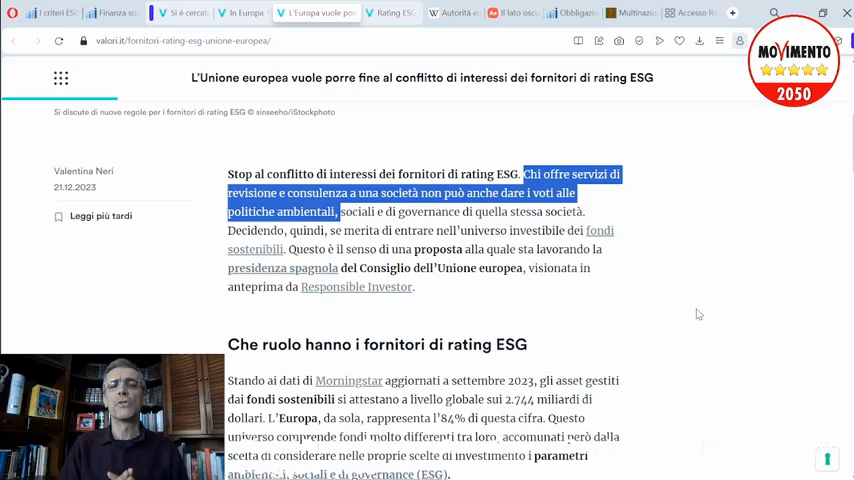 I criteri ES
Finanza so
Si è cercat
In Europa
L'Europa vuole por
Rating ESG
Autorità eu
Il lato oscu
Obbligazio
Multinazio
Accesso Ra
valori.it/fornitori-rating-esg-unione-europea/
MOVIMENTO
2050
L'Unione europea vuole porre fine al conflitto di interessi dei fornitori di rating ESG
Si discute di nuove regole per i fornitori di rating ESG © sinseeho/iStockphoto
Valentina Neri
21.12.2023
Leggi più tardi
Stop al conflitto di interessi dei fornitori di rating ESG. Chi offre servizi di
revisione e consulenza a una società non può anche dare i voti alle
politiche ambientali, sociali e di governance di quella stessa società.
Decidendo, quindi, se merita di entrare nell'universo investibile dei fondi
sostenibili. Questo è il senso di una proposta alla quale sta lavorando la
presidenza spagnola del Consiglio dell'Unione europea, visionata in
anteprima da Responsible Investor.
Che ruolo hanno i fornitori di rating ESG
Stando ai dati di Morningstar aggiornati a settembre 2023, gli asset gestiti
dai fondi sostenibili si attestano a livello globale sui 2.744 miliardi di
dollari. L'Europa, da sola, rappresenta l'84% di questa cifra. Questo
universo comprende fondi molto differenti tra loro, accomunati però dalla
scelta di considerare nelle proprie scelte di investimento i parametri
ambientali, sociali e di governance (ESG).